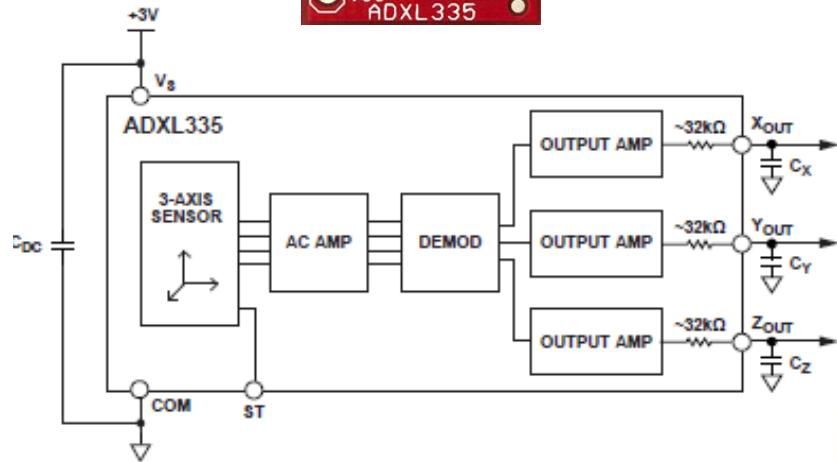 ADXL335
+3V
VS
ADXL335
3-AXIS
SENSOR
AC AMP
DEMOD
OUTPUT AMP
~32kΩ
XOUT
CX
OUTPUT AMP
~32kΩ
YOUT
CY
OUTPUT AMP
~32kΩ
ZOUT
CZ
CDC
COM
ST